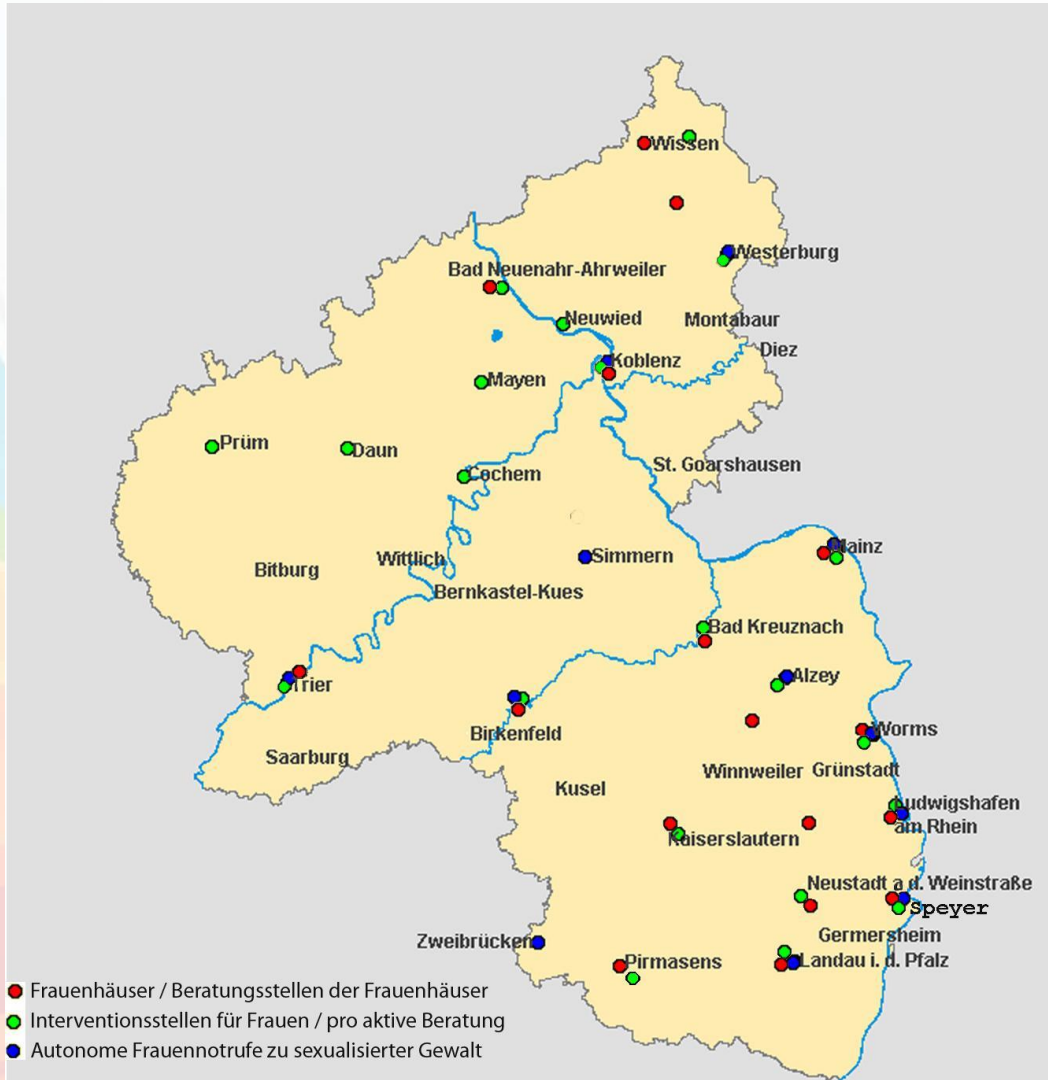 Wissen
Westerburg
Bad Neuenahr-Ahrweiler
Neuwied
Montabaur
Diez
Koblenz
Mayen
Prüm
Daun
St. Goarshausen
Cochem
Mainz
Simmern
Wittlich
Bitburg
Bernkastel-Kues
Bad Kreuznach
Alzey
Trier
Worms
Birkenfeld
Saarburg
Winnweiler
Grünstadt
Kusel
Ludwigshafen
am Rhein
Kaiserslautern
Neustadt a d. Weinstraße
Speyer
Germersheim
Zweibrücken
Landau i. d. Pfalz
Pirmasens
Frauenhäuser / Beratungsstellen der Frauenhäuser
Interventionsstellen für Frauen / pro aktive Beratung
Autonome Frauennotrufe zu sexualisierter Gewalt